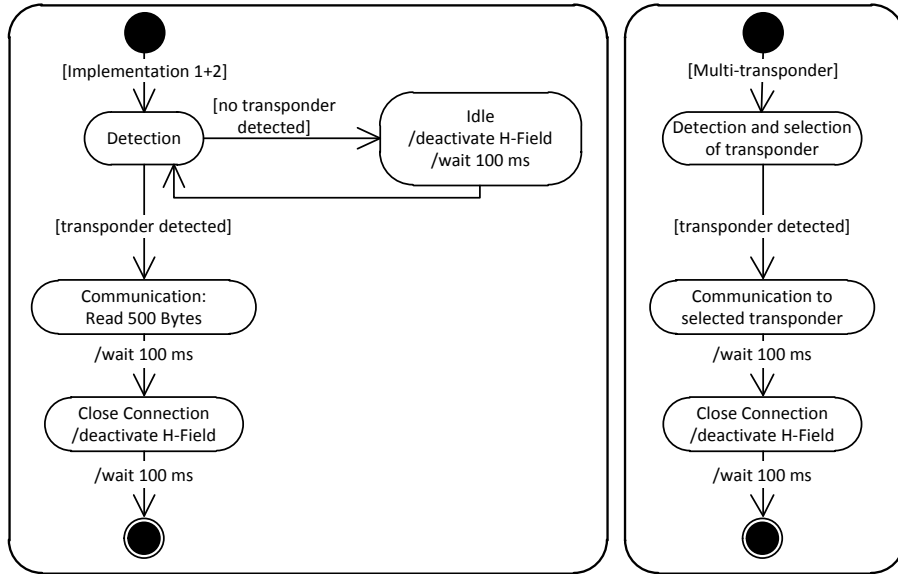 [Implementation 1+2]
[no transponder
detected]
Detection
Idle
/deactivate H-Field
/wait 100 ms
[transponder detected]
Communication:
Read 500 Bytes
/wait 100 ms
Close Connection
/deactivate H-Field
/wait 100 ms
[Multi-transponder]
Detection and selection
of transponder
[transponder detected]
Communication to
selected transponder
/wait 100 ms
Close Connection
/deactivate H-Field
/wait 100 ms